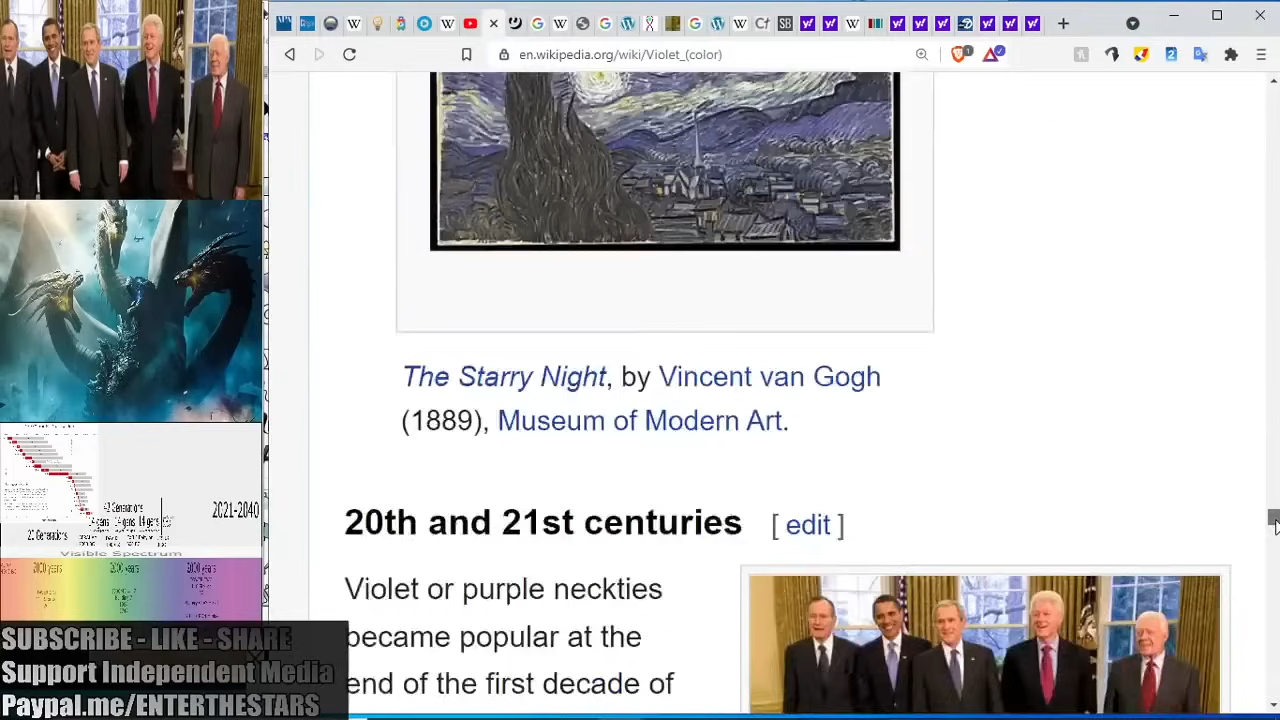 en.wikipedia.org/wiki/Violet_(color)
The Starry Night, by Vincent van Gogh
(1889), Museum of Modern Art.
20th and 21st centuries [ edit ]
Violet or purple neckties
became popular at the
end of the first decade of
42 Generations
2021-2040
Visible Spectrum
SUBSCRIBE - LIKE - SHARE
Support Independent Media
Paypal.me/ENTERTHESTARS